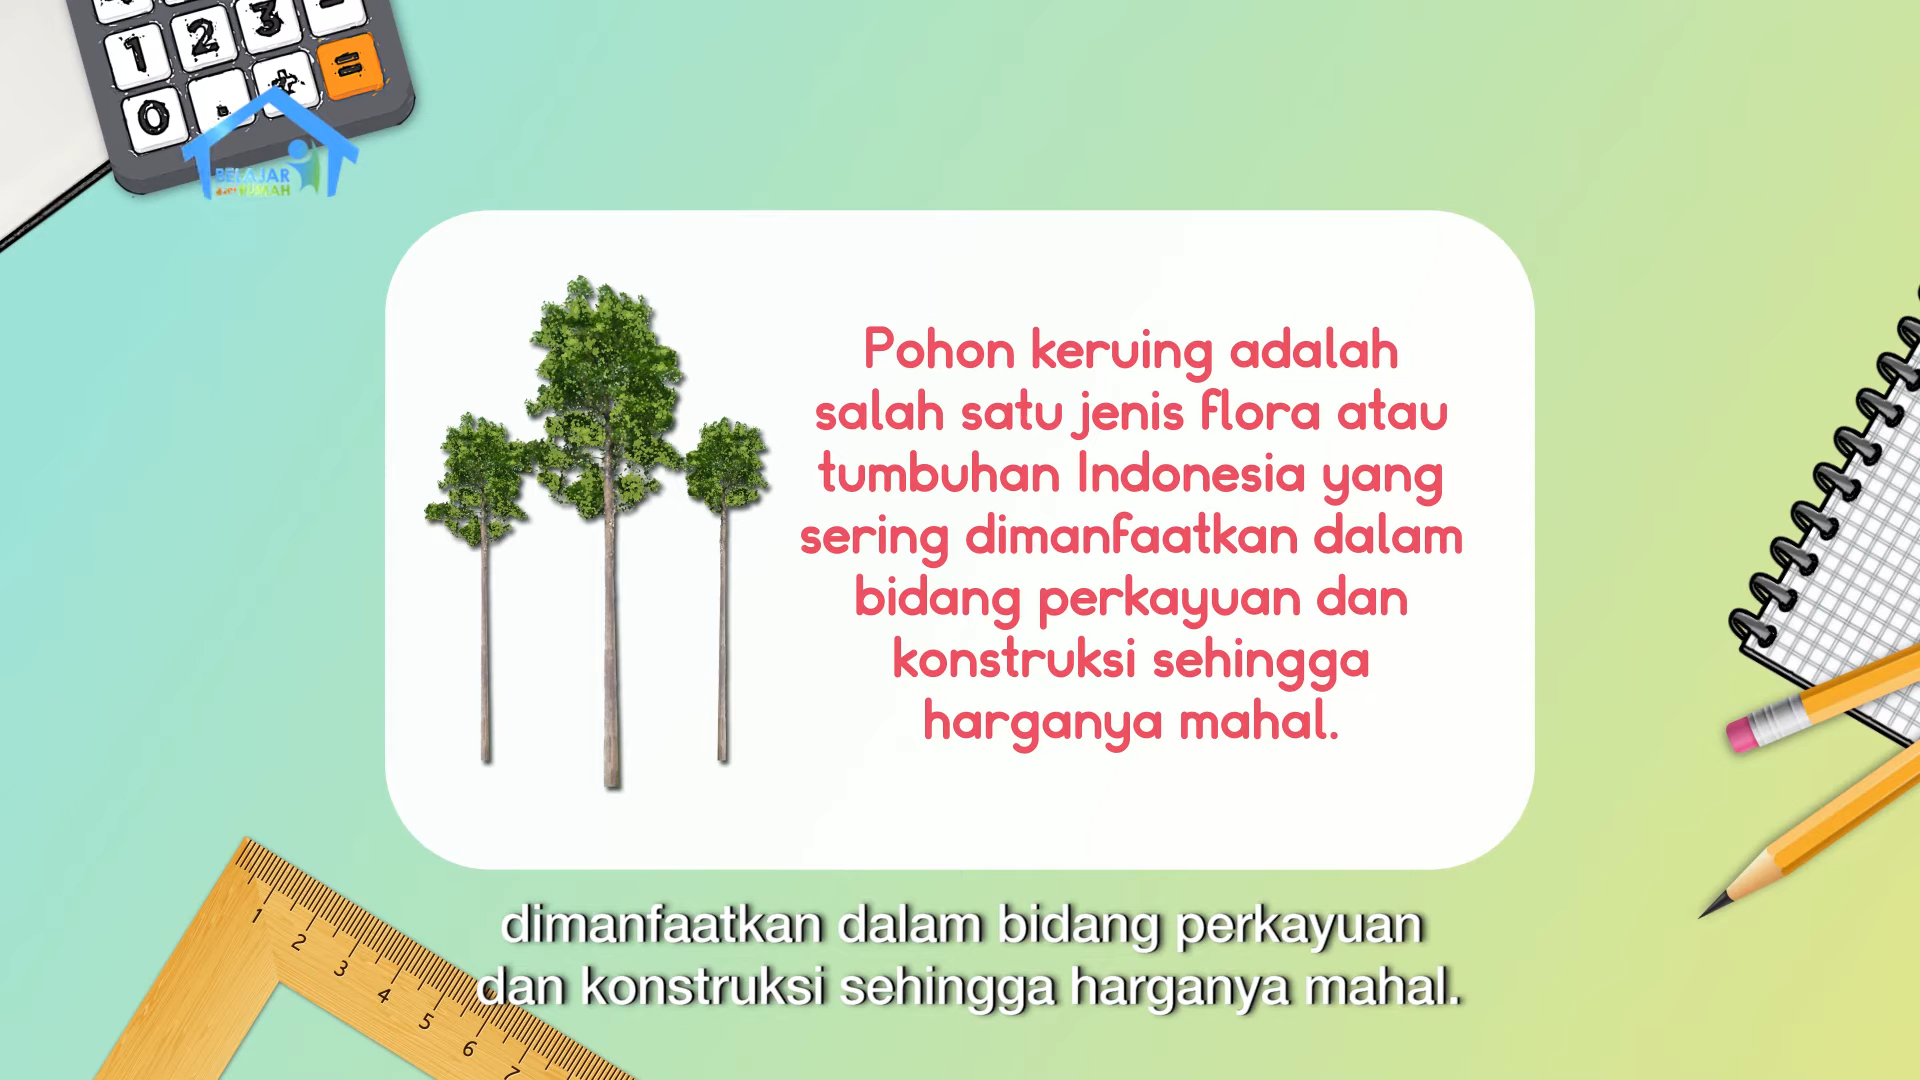 1 2 3 -
0 . + =
BELAJAR
dari RUMAH
Pohon keruing adalah
salah satu jenis flora atau
tumbuhan Indonesia yang
sering dimanfaatkan dalam
bidang perkayuan dan
konstruksi sehingga
harganya mahal.
1 2 3 4 5 6 7
dimanfaatkan dalam bidang perkayuan
dan konstruksi sehingga harganya mahal.